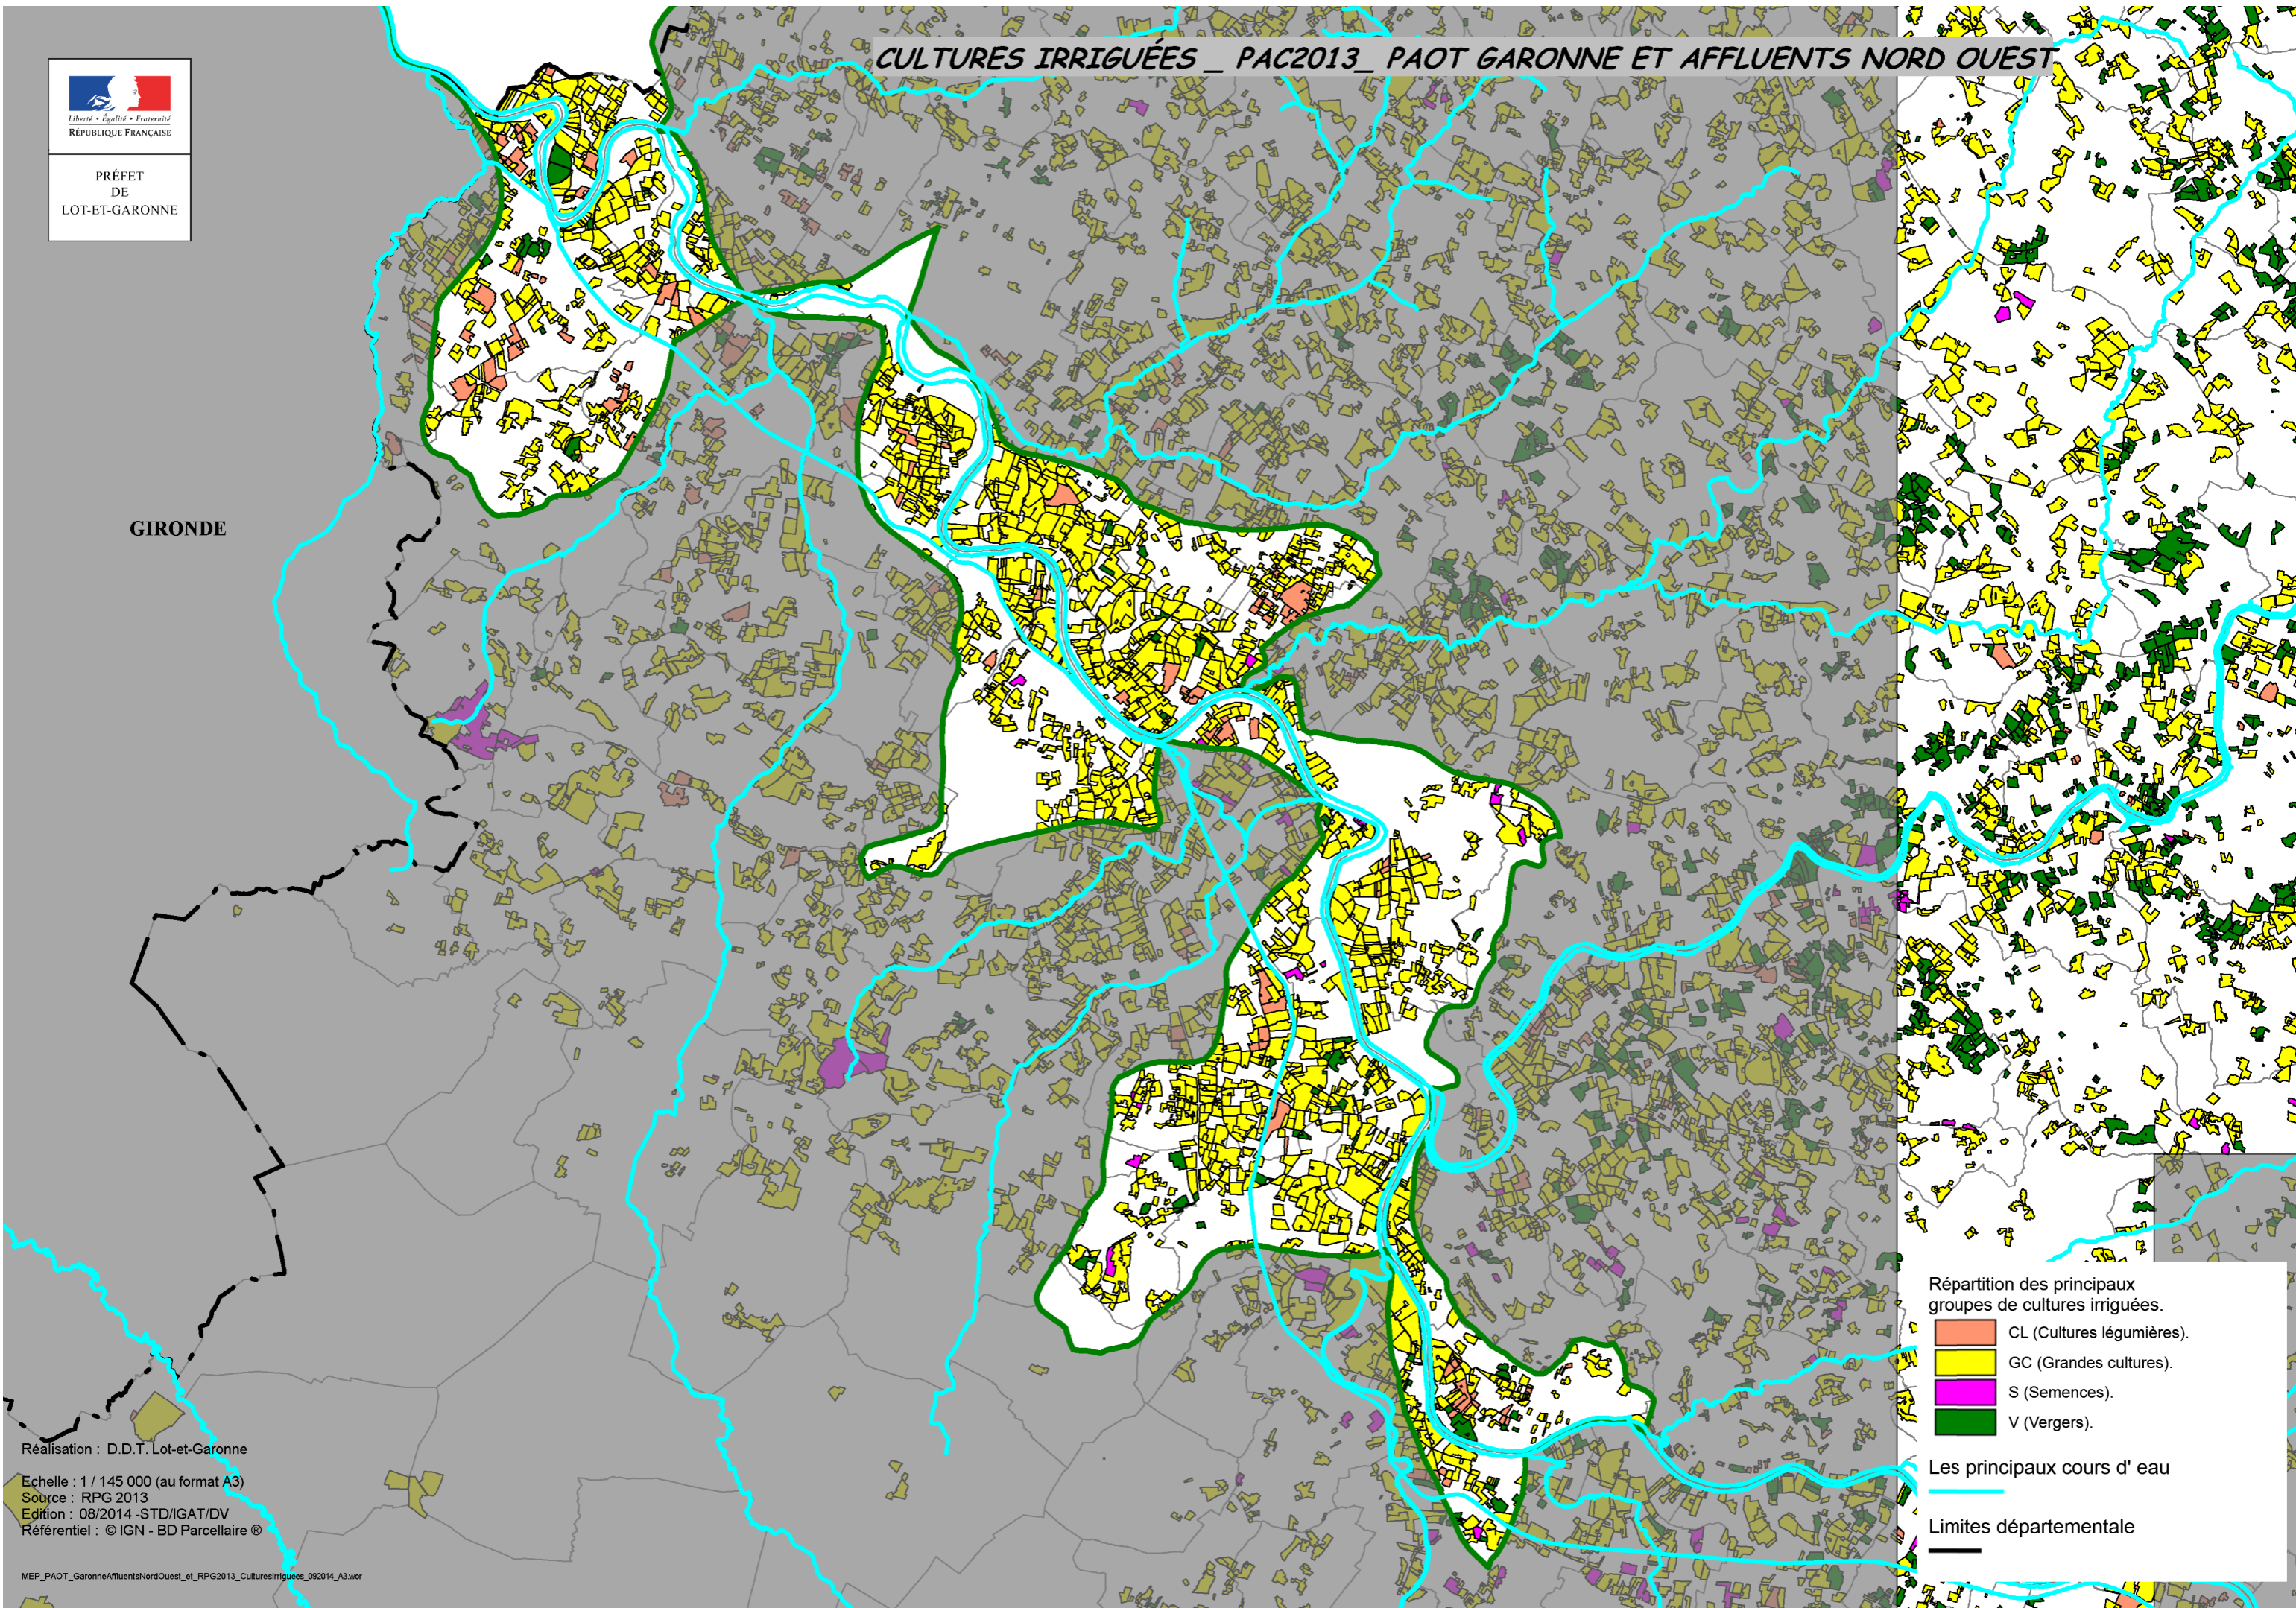 CULTURES IRRIGUÉES _ PAC2013_ PAOT GARONNE ET AFFLUENTS NORD OUEST
Liberté • Égalité • Fraternité
RÉPUBLIQUE FRANÇAISE
PRÉFET
DE
LOT-ET-GARONNE
GIRONDE
Répartition des principaux
groupes de cultures irriguées.
CL (Cultures légumières).
GC (Grandes cultures).
S (Semences).
V (Vergers).
Les principaux cours d' eau
Limites départementale
Réalisation : D.D.T. Lot-et-Garonne
Echelle : 1 / 145 000 (au format A3)
Source : RPG 2013
Edition : 08/2014 -STD/IGAT/DV
Référentiel : © IGN - BD Parcellaire ®
MEP_PAOT_GaronneAffluentsNordOuest_et_RPG2013_CulturesIrriguees_092014_A3.wor